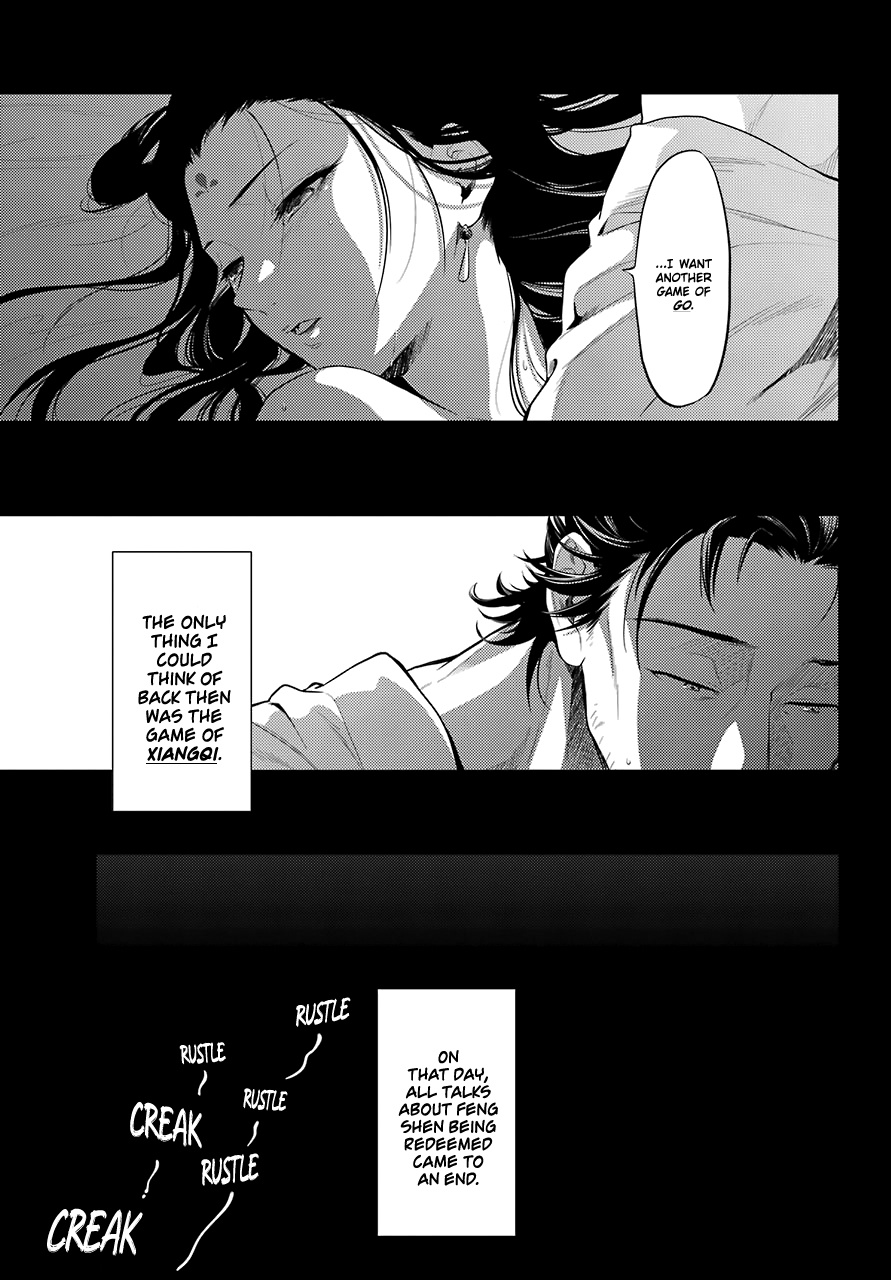 ...I WANT
ANOTHER
GAME OF
GO.
THE ONLY
THING I
COULD
THINK OF
BACK THEN
WAS THE
GAME OF
XIANGQI.
ON
THAT DAY,
ALL TALKS
ABOUT FENG
SHEN BEING
REDEEMED
CAME TO
AN END.
RUSTLE
RUSTLE
RUSTLE
CREAK
RUSTLE
CREAK